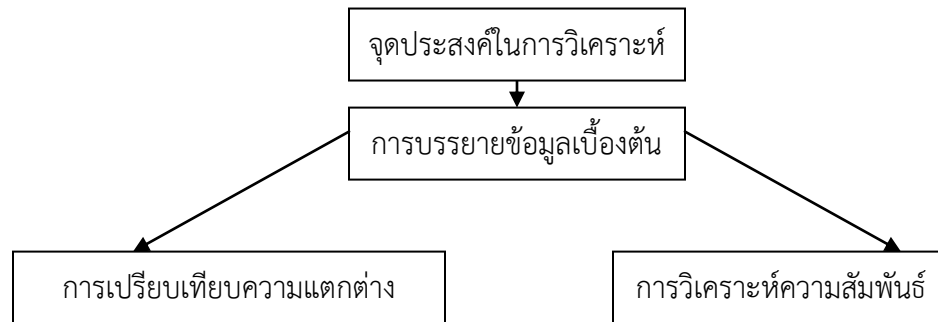 จุดประสงค์ในการวิเคราะห์
การบรรยายข้อมูลเบื้องต้น
การเปรียบเทียบความแตกต่าง
การวิเคราะห์ความสัมพันธ์